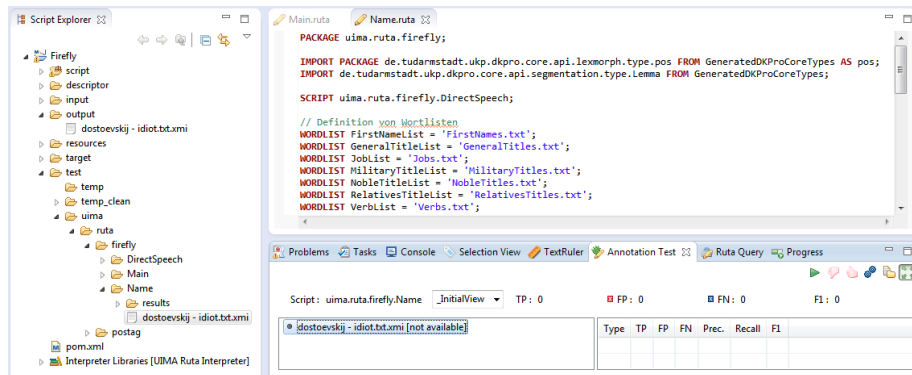 Script Explorer
Firefly
script
descriptor
input
output
dostoevskij - idiot.txt.xmi
resources
target
test
temp
temp_clean
uima
ruta
firefly
DirectSpeech
Main
Name
results
dostoevskij - idiot.txt.xmi
postag
pom.xml
Interpreter Libraries [UIMA Ruta Interpreter]
Main.ruta Name.ruta
PACKAGE uima.ruta.firefly;
IMPORT PACKAGE de.tudarmstadt.ukp.dkpro.core.api.lexmorph.type.pos FROM GeneratedDKProCoreTypes AS pos;
IMPORT de.tudarmstadt.ukp.dkpro.core.api.segmentation.type.Lemma FROM GeneratedDKProCoreTypes;
SCRIPT uima.ruta.firefly.DirectSpeech;
// Definition von Wortlisten
WORDLIST FirstNameList = 'FirstNames.txt';
WORDLIST GeneralTitleList = 'GeneralTitles.txt';
WORDLIST JobList = 'Jobs.txt';
WORDLIST MilitaryTitleList = 'MilitaryTitles.txt';
WORDLIST NobleTitleList = 'NobleTitles.txt';
WORDLIST RelativesTitleList = 'RelativesTitles.txt';
WORDLIST VerbList = 'Verbs.txt';
Problems Tasks Console Selection View TextRuler Annotation Test Ruta Query Progress
Script: uima.ruta.firefly.Name _InitialView TP: 0 FP: 0 FN: 0 F1: 0
dostoevskij - idiot.txt.xmi [not available]
Type TP FP FN Prec. Recall F1